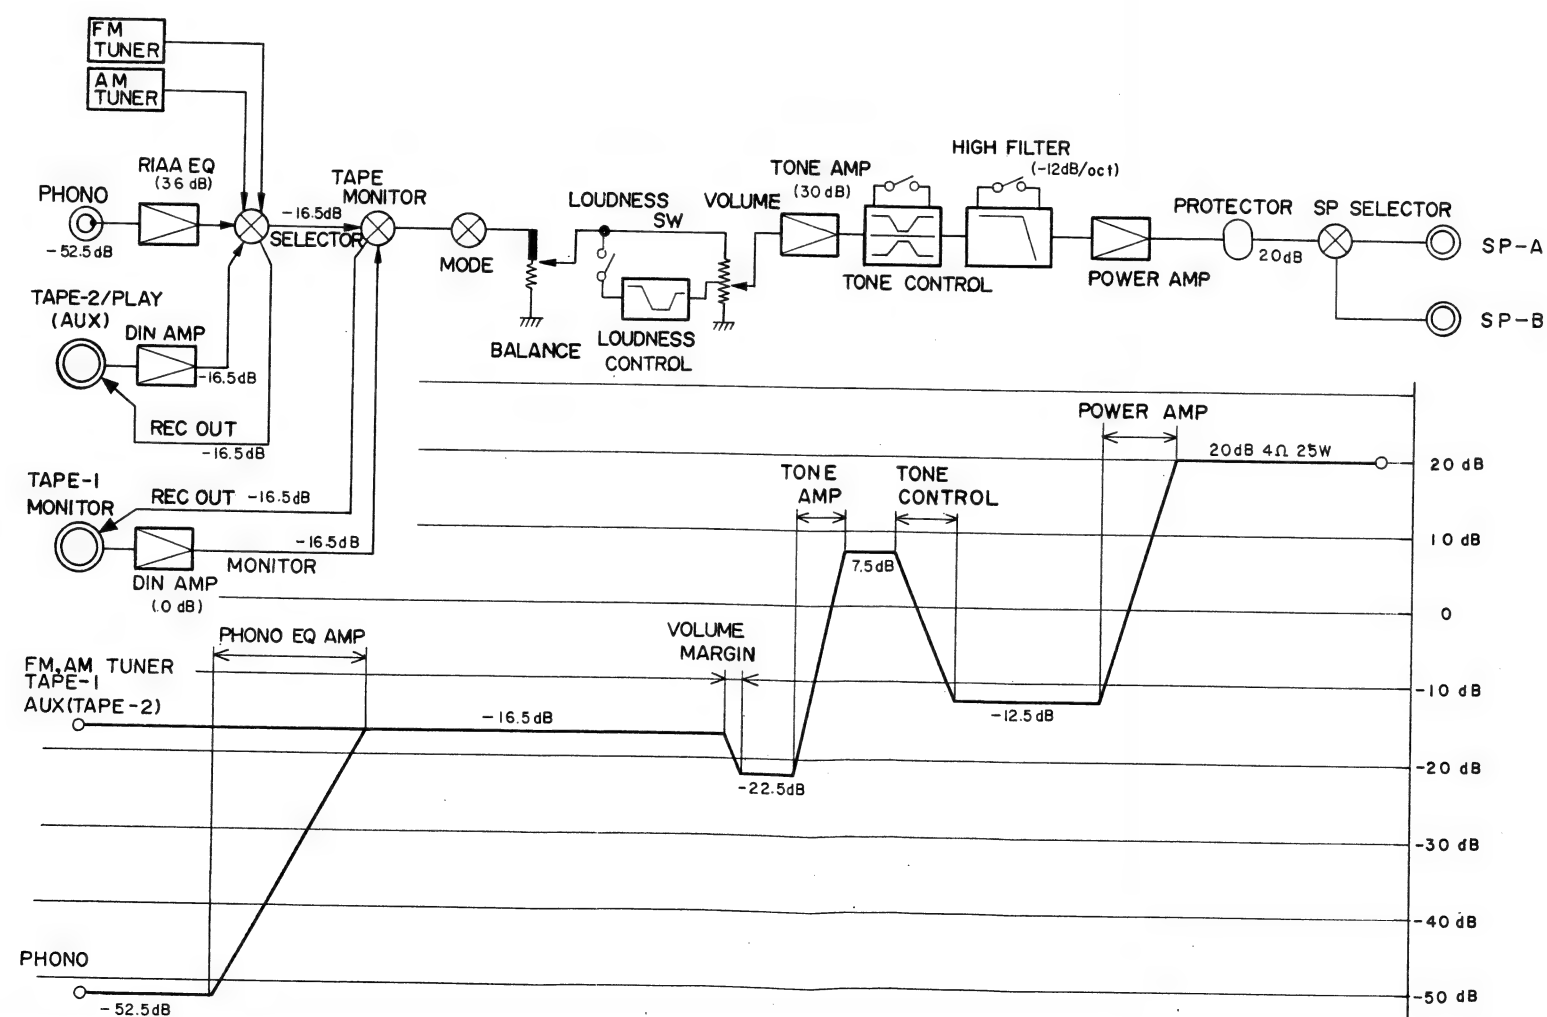 FM
TUNER
AM
TUNER
RIAA EQ
(36 dB)
PHONO
-52.5dB
TAPE
MONITOR
-16.5dB
SELECTOR
MODE
LOUDNESS
SW
VOLUME
TONE AMP
(30 dB)
HIGH FILTER
(-12dB/oct)
PROTECTOR
SP SELECTOR
20dB
SP-A
SP-B
TONE CONTROL
POWER AMP
BALANCE
LOUDNESS
CONTROL
TAPE-2/PLAY
(AUX)
DIN AMP
-16.5dB
REC OUT
-16.5dB
TAPE-1
MONITOR
REC OUT -16.5dB
-16.5dB
MONITOR
DIN AMP
(.0 dB)
POWER AMP
20dB 4Ω 25W
20 dB
TONE
AMP
TONE
CONTROL
10 dB
7.5dB
0
PHONO EQ AMP
VOLUME
MARGIN
FM,AM TUNER
TAPE-1
AUX(TAPE-2)
-10 dB
-16.5dB
-12.5dB
-20 dB
-22.5dB
-30 dB
-40 dB
PHONO
-50 dB
-52.5dB